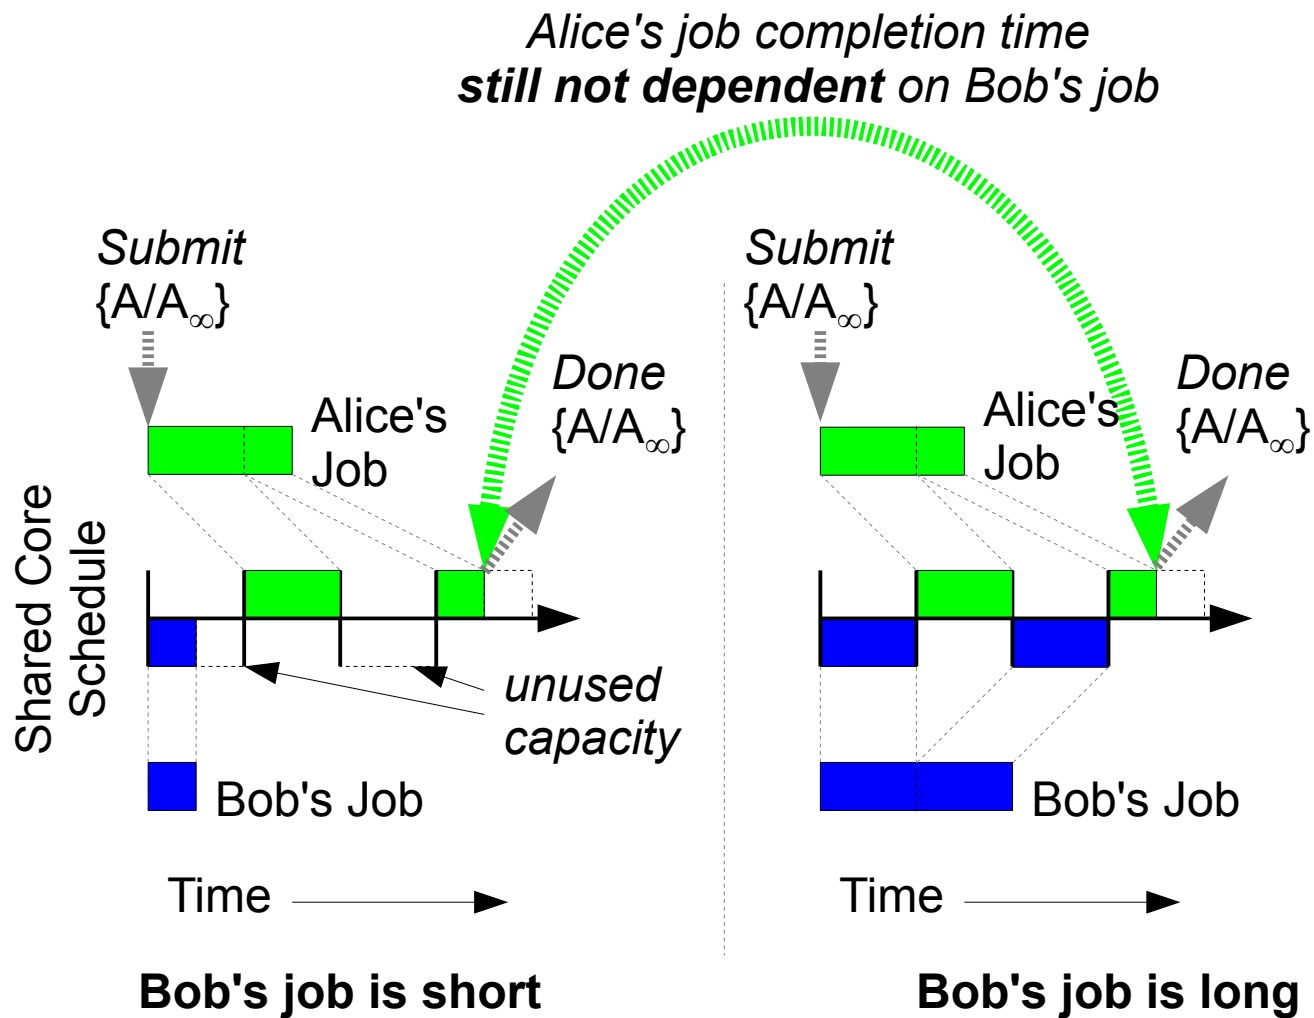 Alice's job completion time
still not dependent on Bob's job
Submit
{A/A∞}
Done
{A/A∞}
Alice's
Job
Shared Core
Schedule
unused
capacity
Bob's Job
Time
Bob's job is short
Submit
{A/A∞}
Done
{A/A∞}
Alice's
Job
Bob's Job
Time
Bob's job is long